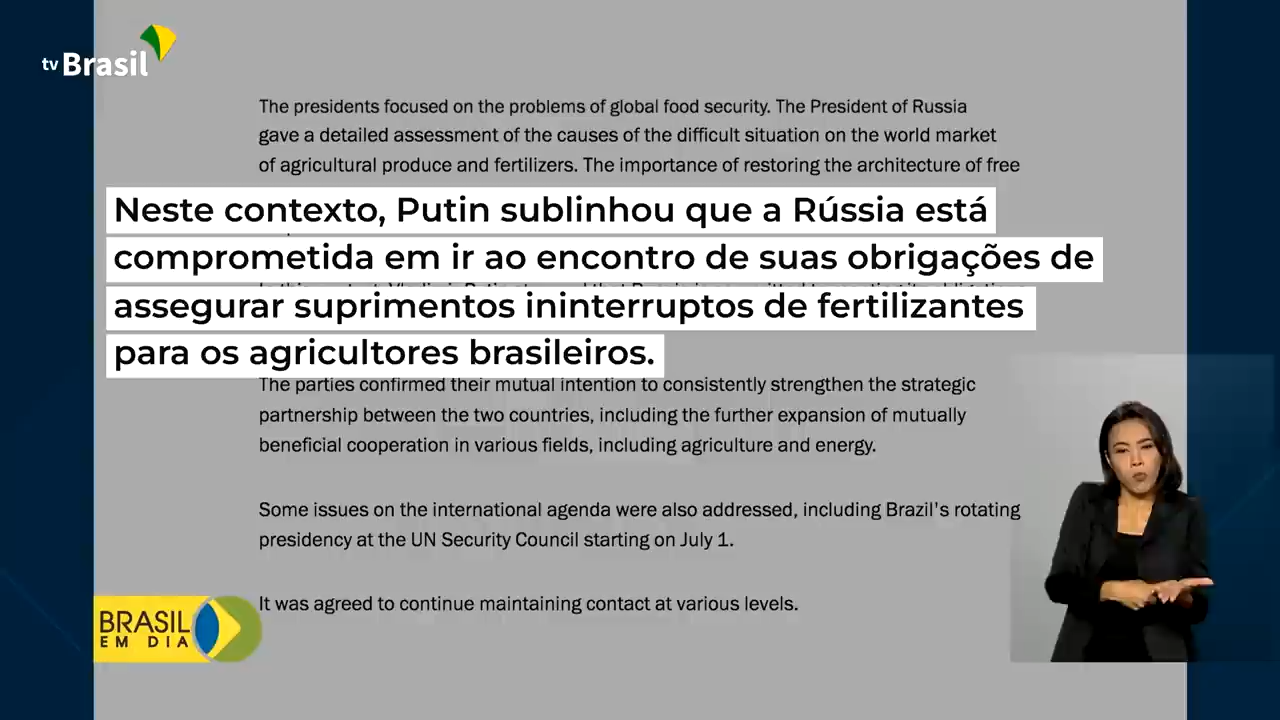 tv Brasil
The presidents focused on the problems of global food security. The President of Russia
gave a detailed assessment of the causes of the difficult situation on the world market
of agricultural produce and fertilizers. The importance of restoring the architecture of free
Neste contexto, Putin sublinhou que a Rússia está
comprometida em ir ao encontro de suas obrigações de
assegurar suprimentos ininterruptos de fertilizantes
para os agricultores brasileiros.
The parties confirmed their mutual intention to consistently strengthen the strategic
partnership between the two countries, including the further expansion of mutually
beneficial cooperation in various fields, including agriculture and energy.
Some issues on the international agenda were also addressed, including Brazil's rotating
presidency at the UN Security Council starting on July 1.
It was agreed to continue maintaining contact at various levels.
BRASIL
EM DIA